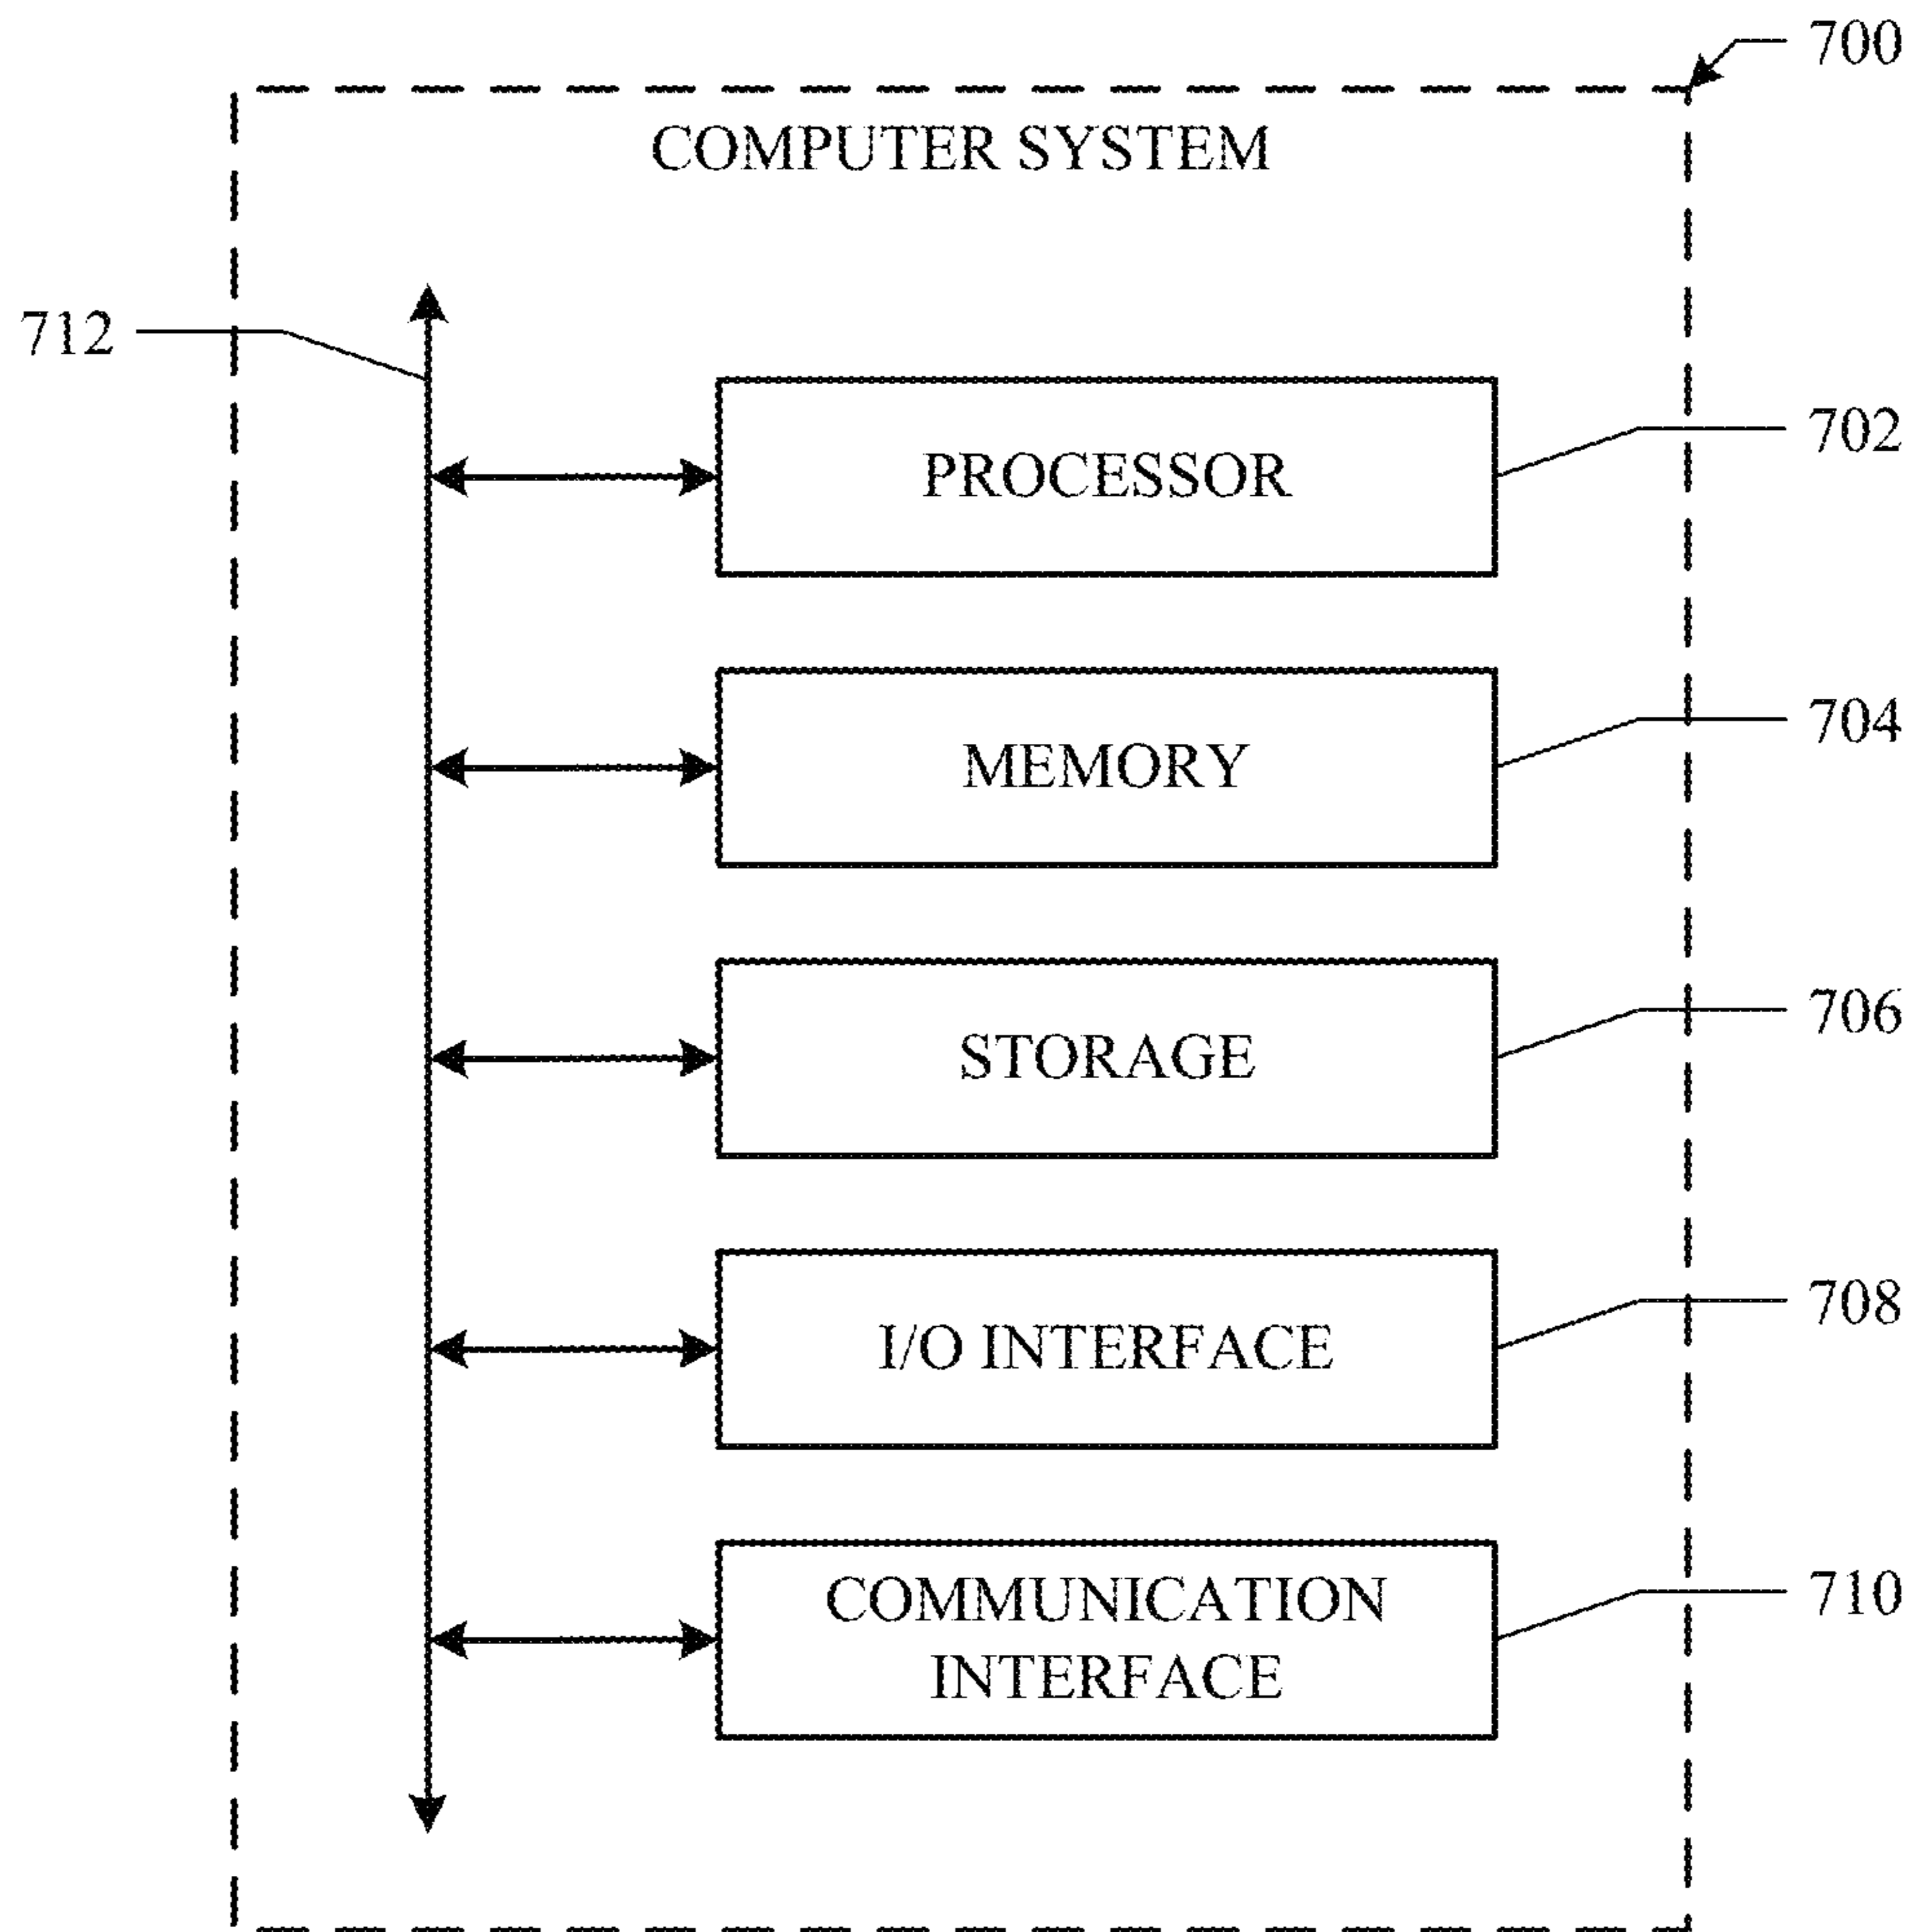 700
COMPUTER SYSTEM
712
PROCESSOR
702
MEMORY
704
STORAGE
706
I/O INTERFACE
708
COMMUNICATION
INTERFACE
710